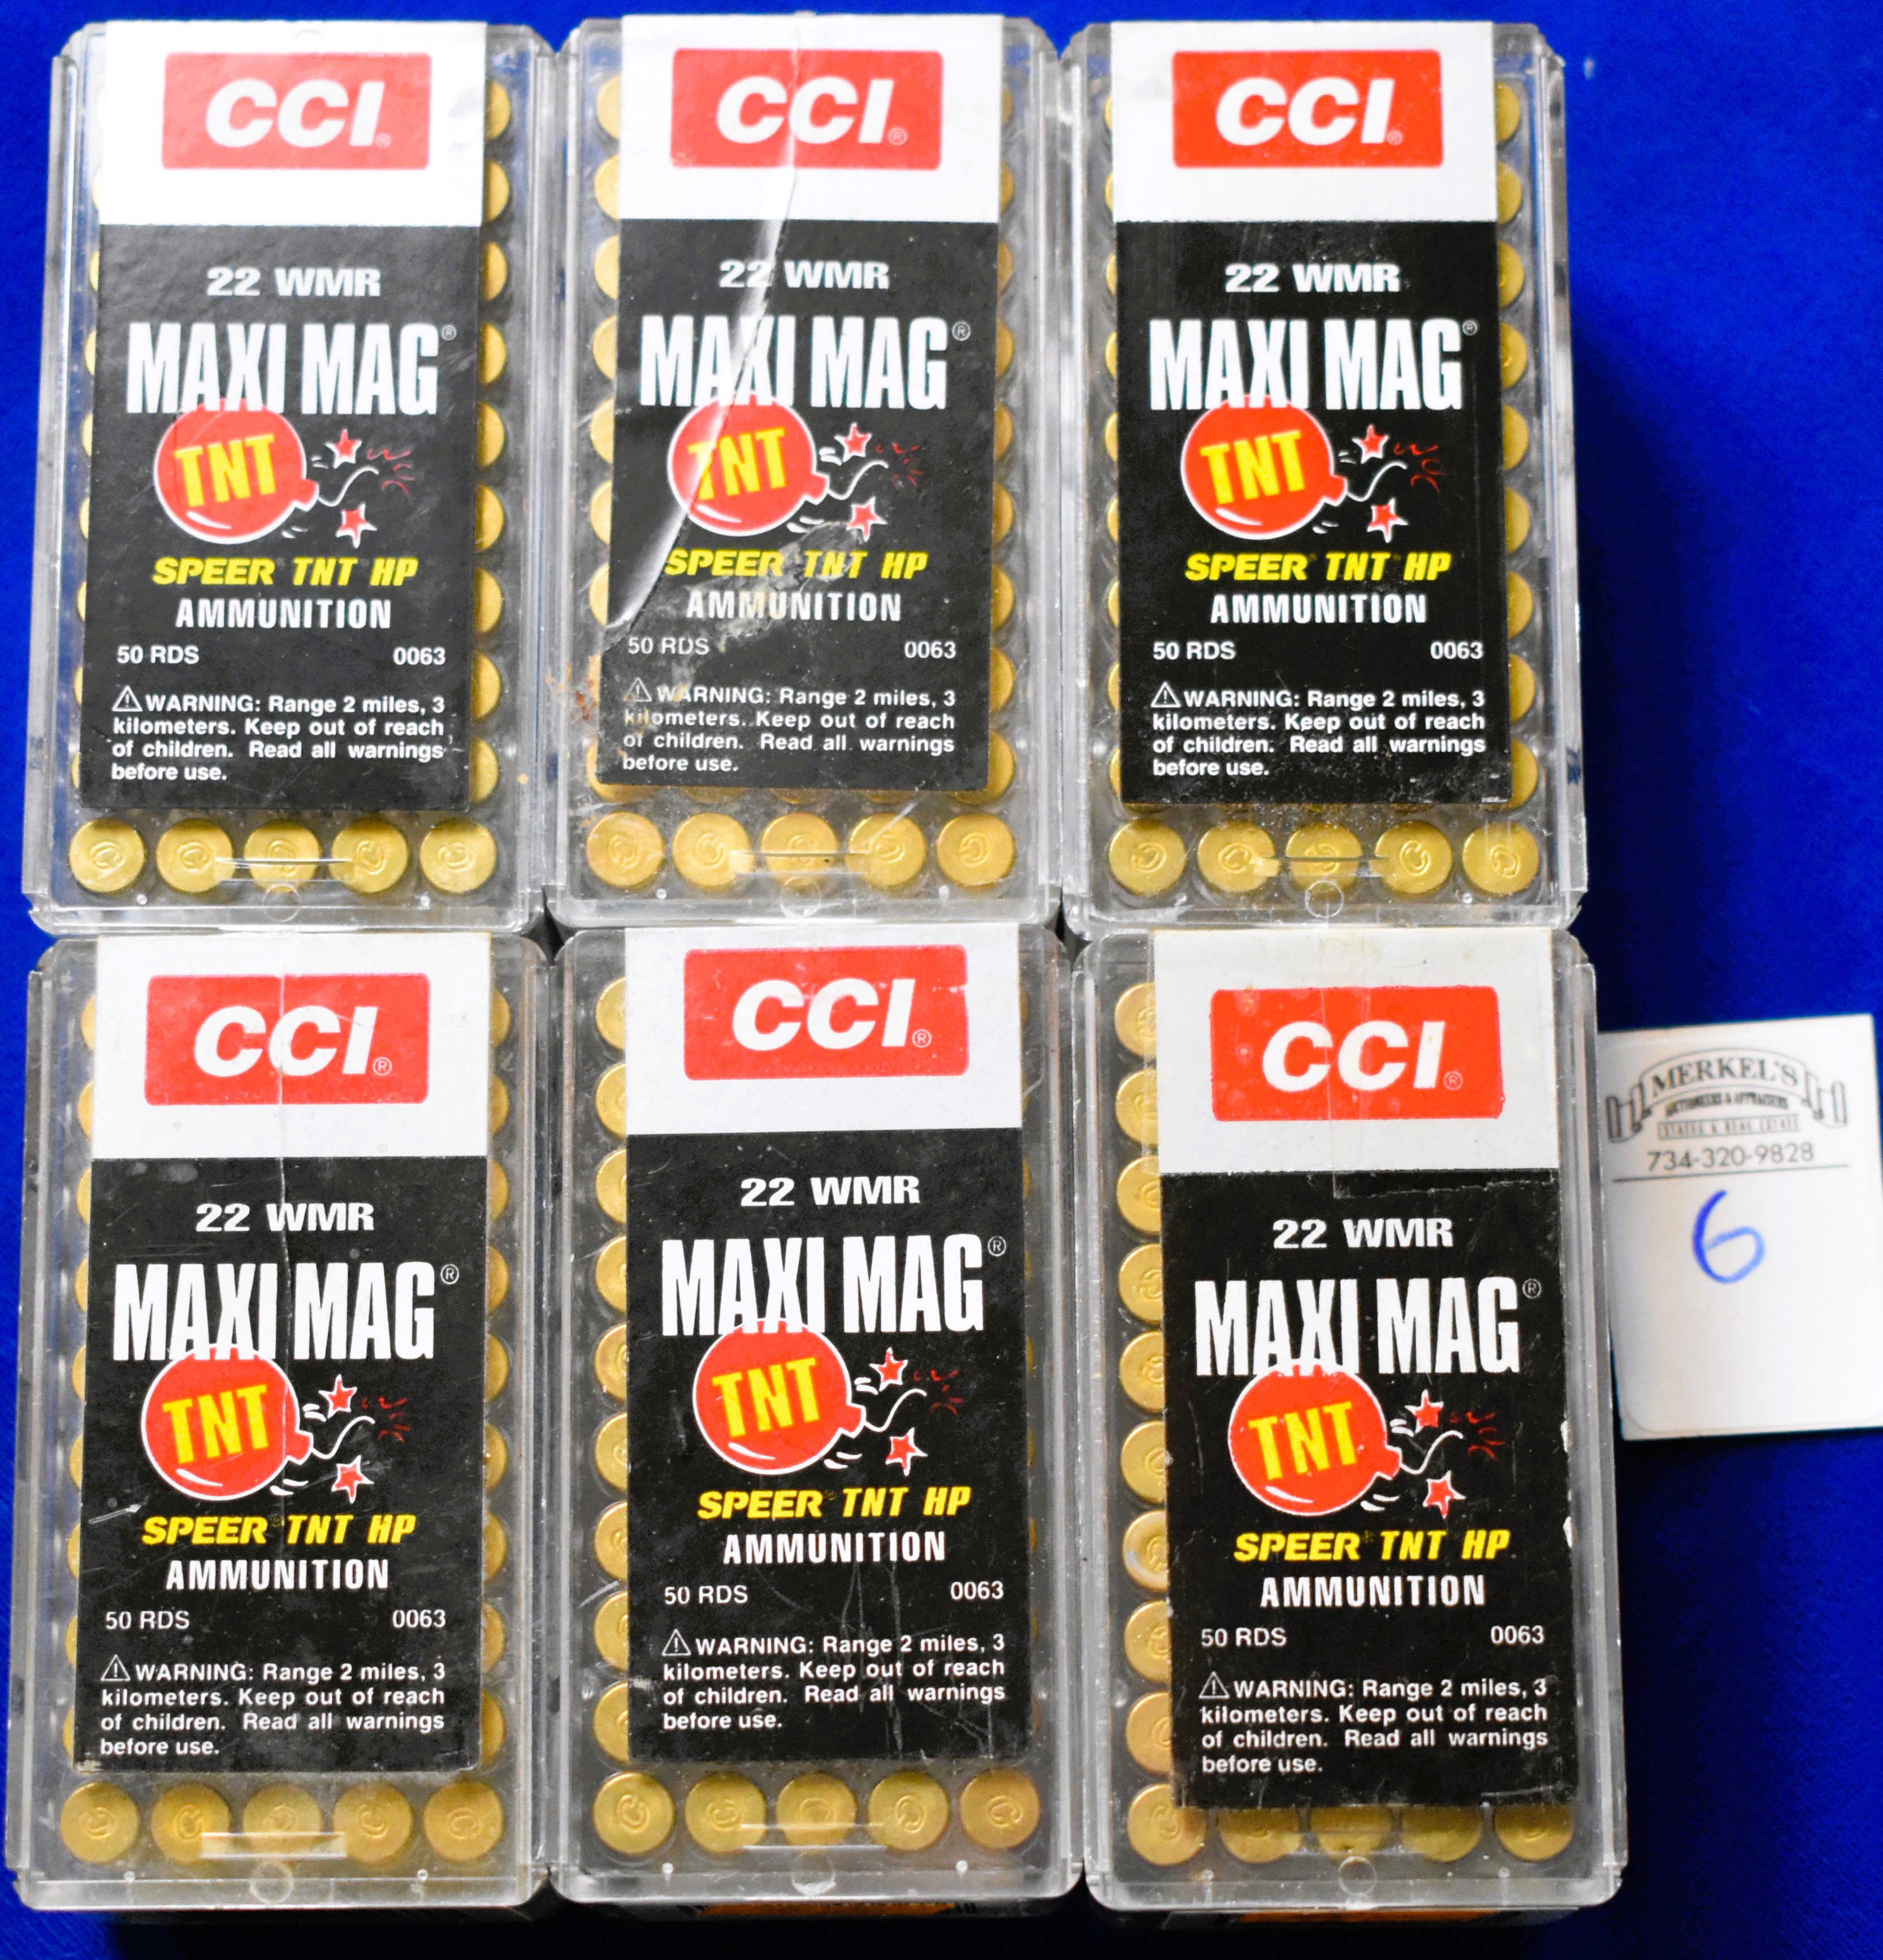 CCI®
22 WMR
MAXI MAG®
TNT
SPEER TNT HP
AMMUNITION
50 RDS 0063
WARNING: Range 2 miles, 3
kilometers. Keep out of reach
of children. Read all warnings
before use.
CCI®
22 WMR
MAXI MAG®
TNT
SPEER TNT HP
AMMUNITION
50 RDS 0063
WARNING: Range 2 miles, 3
kilometers. Keep out of reach
of children. Read all warnings
before use.
CCI®
22 WMR
MAXI MAG®
TNT
SPEER TNT HP
AMMUNITION
50 RDS 0063
WARNING: Range 2 miles, 3
kilometers. Keep out of reach
of children. Read all warnings
before use.
CCI®
22 WMR
MAXI MAG®
TNT
SPEER TNT HP
AMMUNITION
50 RDS 0063
WARNING: Range 2 miles, 3
kilometers. Keep out of reach
of children. Read all warnings
before use.
CCI®
22 WMR
MAXI MAG®
TNT
SPEER TNT HP
AMMUNITION
50 RDS 0063
WARNING: Range 2 miles, 3
kilometers. Keep out of reach
of children. Read all warnings
before use.
CCI®
22 WMR
MAXI MAG®
TNT
SPEER TNT HP
AMMUNITION
50 RDS 0063
WARNING: Range 2 miles, 3
kilometers. Keep out of reach
of children. Read all warnings
before use.
MERKEL'S
AUCTIONEERS & APPRAISERS
ESTATES & REAL ESTATE
734-320-9828
6